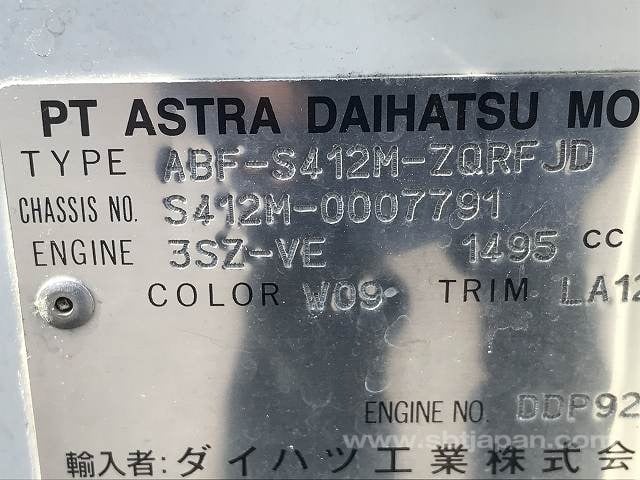 PT ASTRA DAIHATSU MO
TYPE ABF-S412M-ZQRFJD
CHASSIS NO. S412M-0007791
ENGINE 3SZ-VE 1495 CC
COLOR W09 TRIM LA12
ENGINE NO. DDP92
www.sbtjapan.com
輸入者: ダイハツ工業株式会